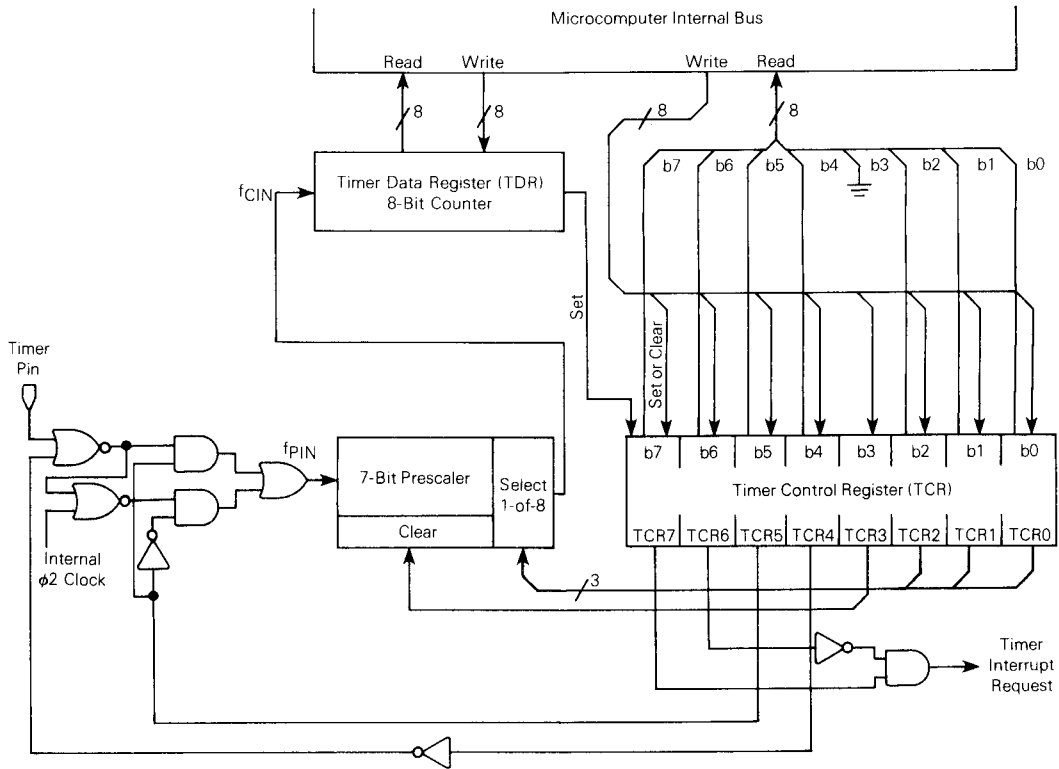 Microcomputer Internal Bus
Read Write Write Read
8 8 8 8
b7 b6 b5 b4 b3 b2 b1 b0
Timer Data Register (TDR)
8-Bit Counter
fCIN
Set
Set or Clear
Timer
Pin
fPIN
7-Bit Prescaler
Select
1-of-8
Clear
b7 b6 b5 b4 b3 b2 b1 b0
Timer Control Register (TCR)
TCR7 TCR6 TCR5 TCR4 TCR3 TCR2 TCR1 TCR0
Internal
ϕ2 Clock
3
Timer
Interrupt
Request